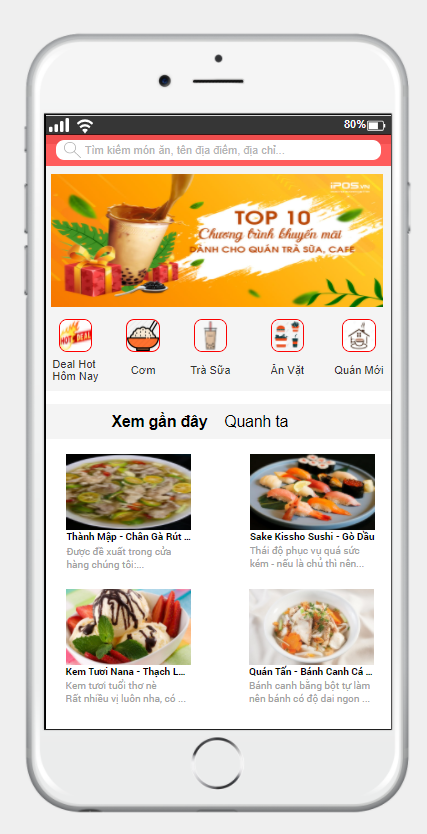 80%
Tìm kiếm món ăn, tên địa điểm, địa chỉ...
iPOS.vn
TOP 10
Chương trình khuyến mãi
DÀNH CHO QUÁN TRÀ SỮA, CAFE
HOT DEAL
Deal Hot
Hôm Nay
Cơm
Trà Sữa
Ăn Vặt
Quán Mới
Xem gần đây
Quanh ta
Thành Mập - Chân Gà Rút ...
Được đề xuất trong cửa
hàng chúng tôi:...
Sake Kissho Sushi - Gò Dầu
Thái độ phục vụ quá sức
kém - nếu là chủ thì nên...
Kem Tươi Nana - Thạch L...
Kem tươi tuổi thơ nè
Rất nhiều vị luôn nha, có ...
Quán Tấn - Bánh Canh Cá ...
Bánh canh bằng bột tự làm
nên bánh có độ dai ngon ...